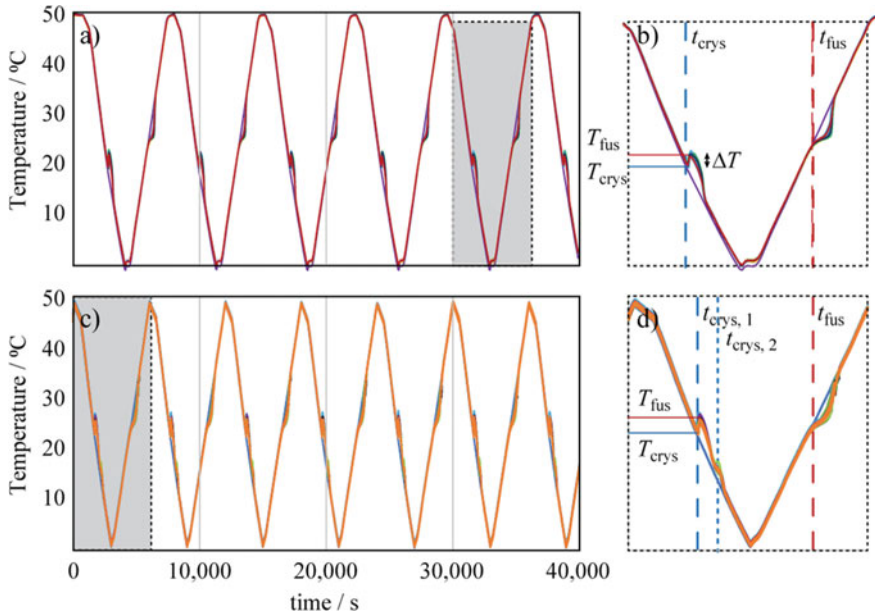 a)
50
40
30
20
10
Temperature / ºC
b)
t_crys
t_fus
T_fus
T_crys
ΔT
c)
50
40
30
20
10
Temperature / ºC
0 10,000 20,000 30,000 40,000
time / s
d)
t_crys, 1
t_crys, 2
t_fus
T_fus
T_crys